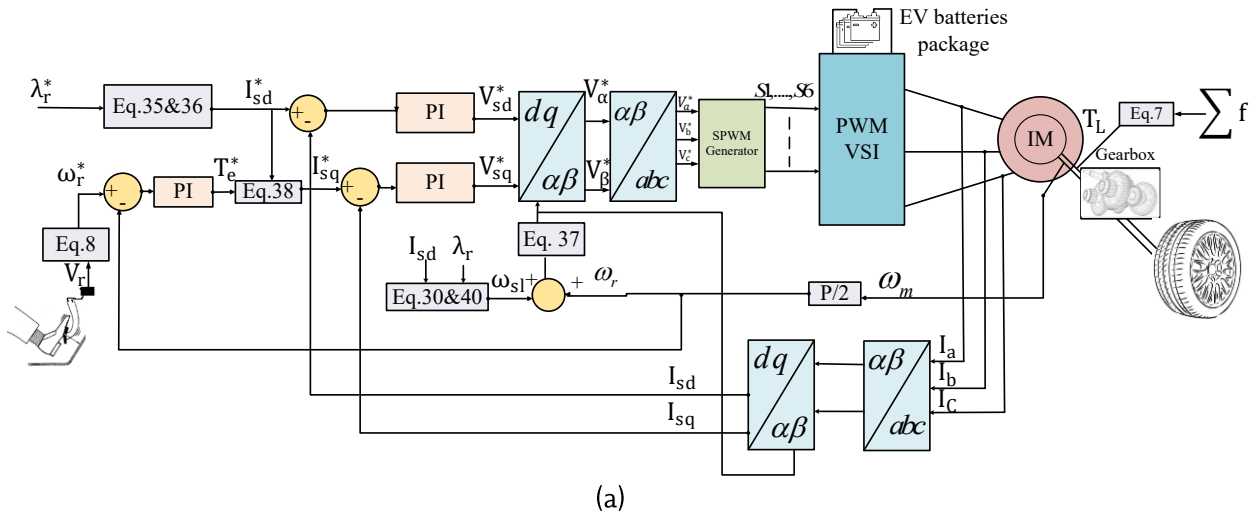 EV batteries
package
λ*r
Eq.35&36
I*sd
+
-
PI
V*sd
dq
αβ
V*α
V*β
αβ
abc
V*a
V*b
V*c
SPWM
Generator
S1,...,S6
PWM
VSI
IM
TL
Eq.7
∑ f
Gearbox
ω*r
+
-
PI
T*e
Eq.38
I*sq
+
-
PI
V*sq
Eq.8
Vr
Isd
λr
Eq.30&40
ωsl
+
+
ωr
Eq. 37
P/2
ωm
Isd
Isq
dq
αβ
αβ
abc
Ia
Ib
IC
(a)